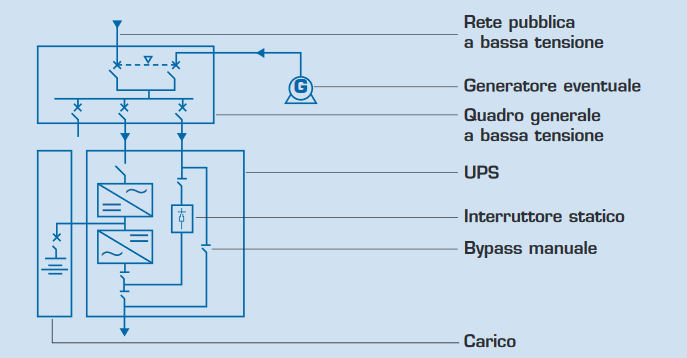 Rete pubblica
a bassa tensione
Generatore eventuale
G
Quadro generale
a bassa tensione
UPS
Interruttore statico
Bypass manuale
Carico